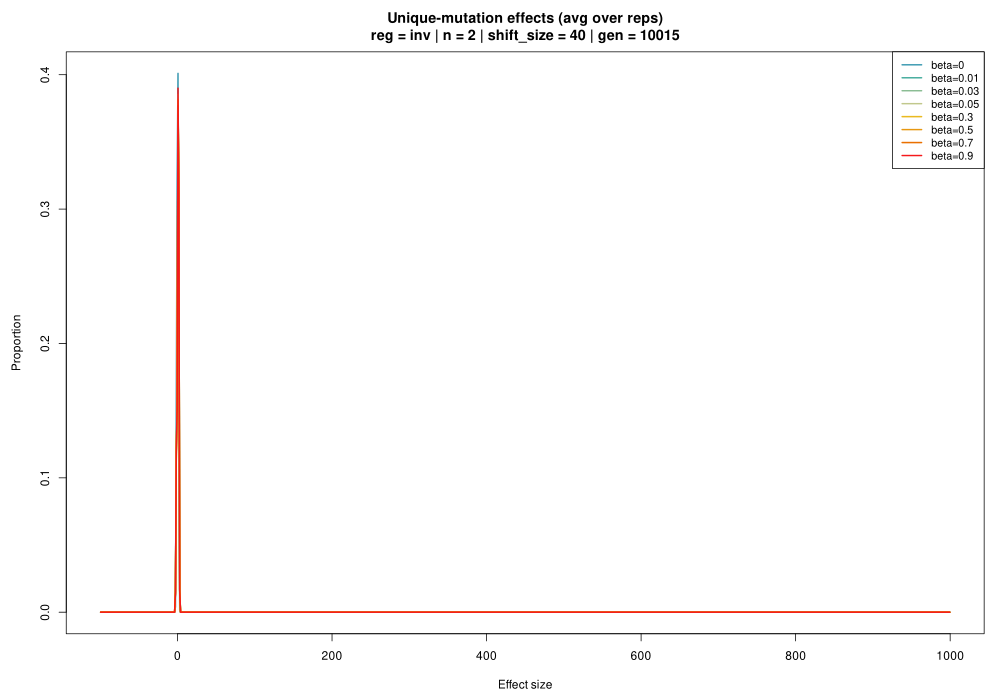 Unique-mutation effects (avg over reps)
reg = inv | n = 2 | shift_size = 40 | gen = 10015
beta=0
beta=0.01
beta=0.03
beta=0.05
beta=0.3
beta=0.5
beta=0.7
beta=0.9
Proportion
0.4
0.3
0.2
0.1
0.0
0 200 400 600 800 1000
Effect size